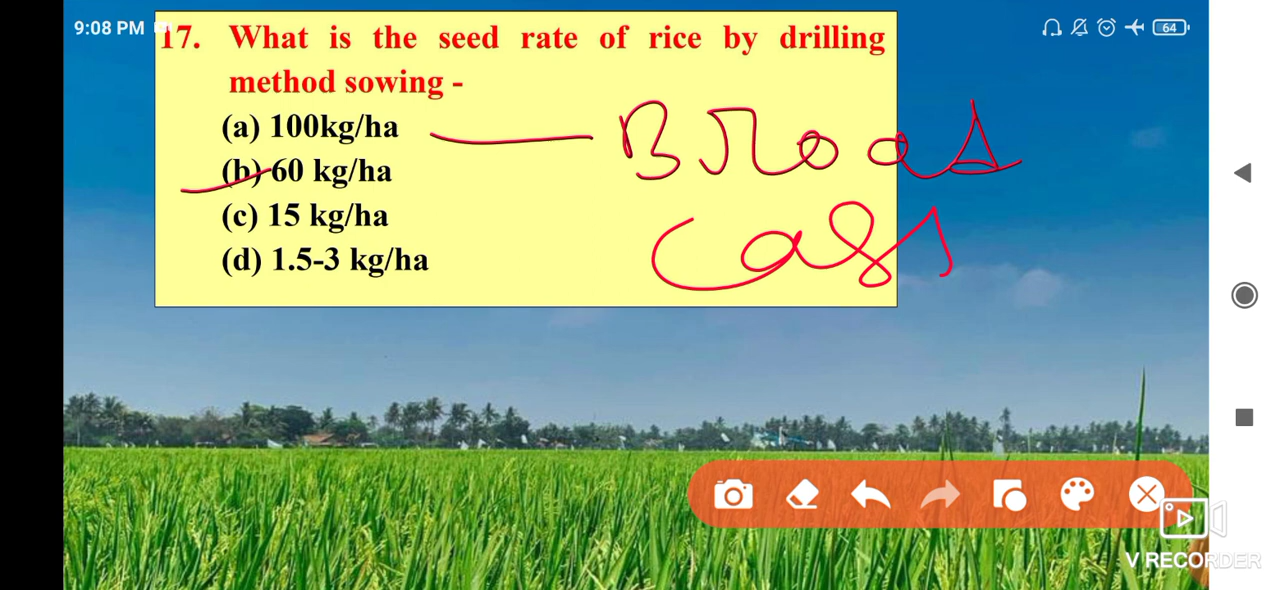 9:08 PM
64
17. What is the seed rate of rice by drilling
method sowing -
(a) 100kg/ha
(b) 60 kg/ha
(c) 15 kg/ha
(d) 1.5-3 kg/ha
Broad
Cast
V RECORDER